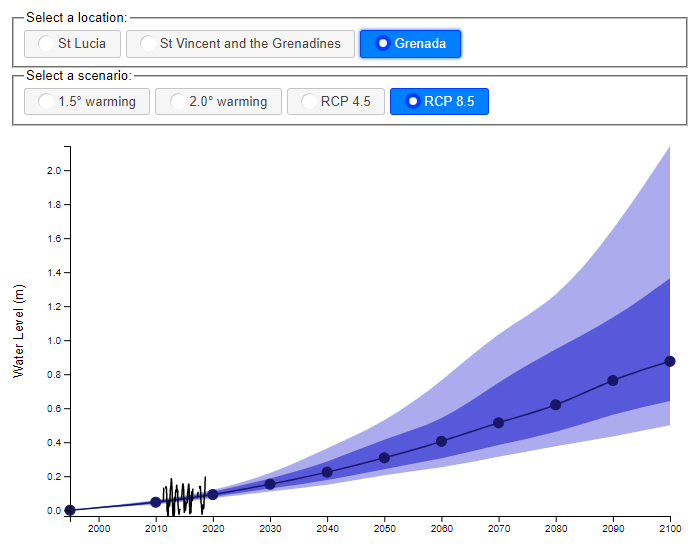 Select a location:
St Lucia St Vincent and the Grenadines Grenada
Select a scenario:
1.5° warming 2.0° warming RCP 4.5 RCP 8.5
Water Level (m)
2.0
1.8
1.6
1.4
1.2
1.0
0.8
0.6
0.4
0.2
0.0
2000 2010 2020 2030 2040 2050 2060 2070 2080 2090 2100